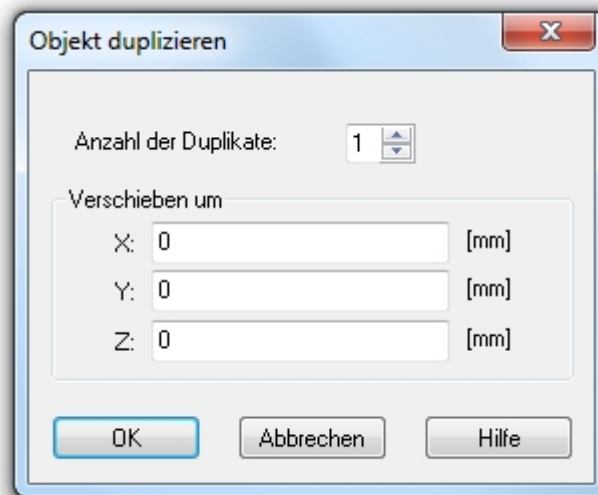 Objekt duplizieren
Anzahl der Duplikate: 1
Verschieben um
X: 0 [mm]
Y: 0 [mm]
Z: 0 [mm]
OK Abbrechen Hilfe